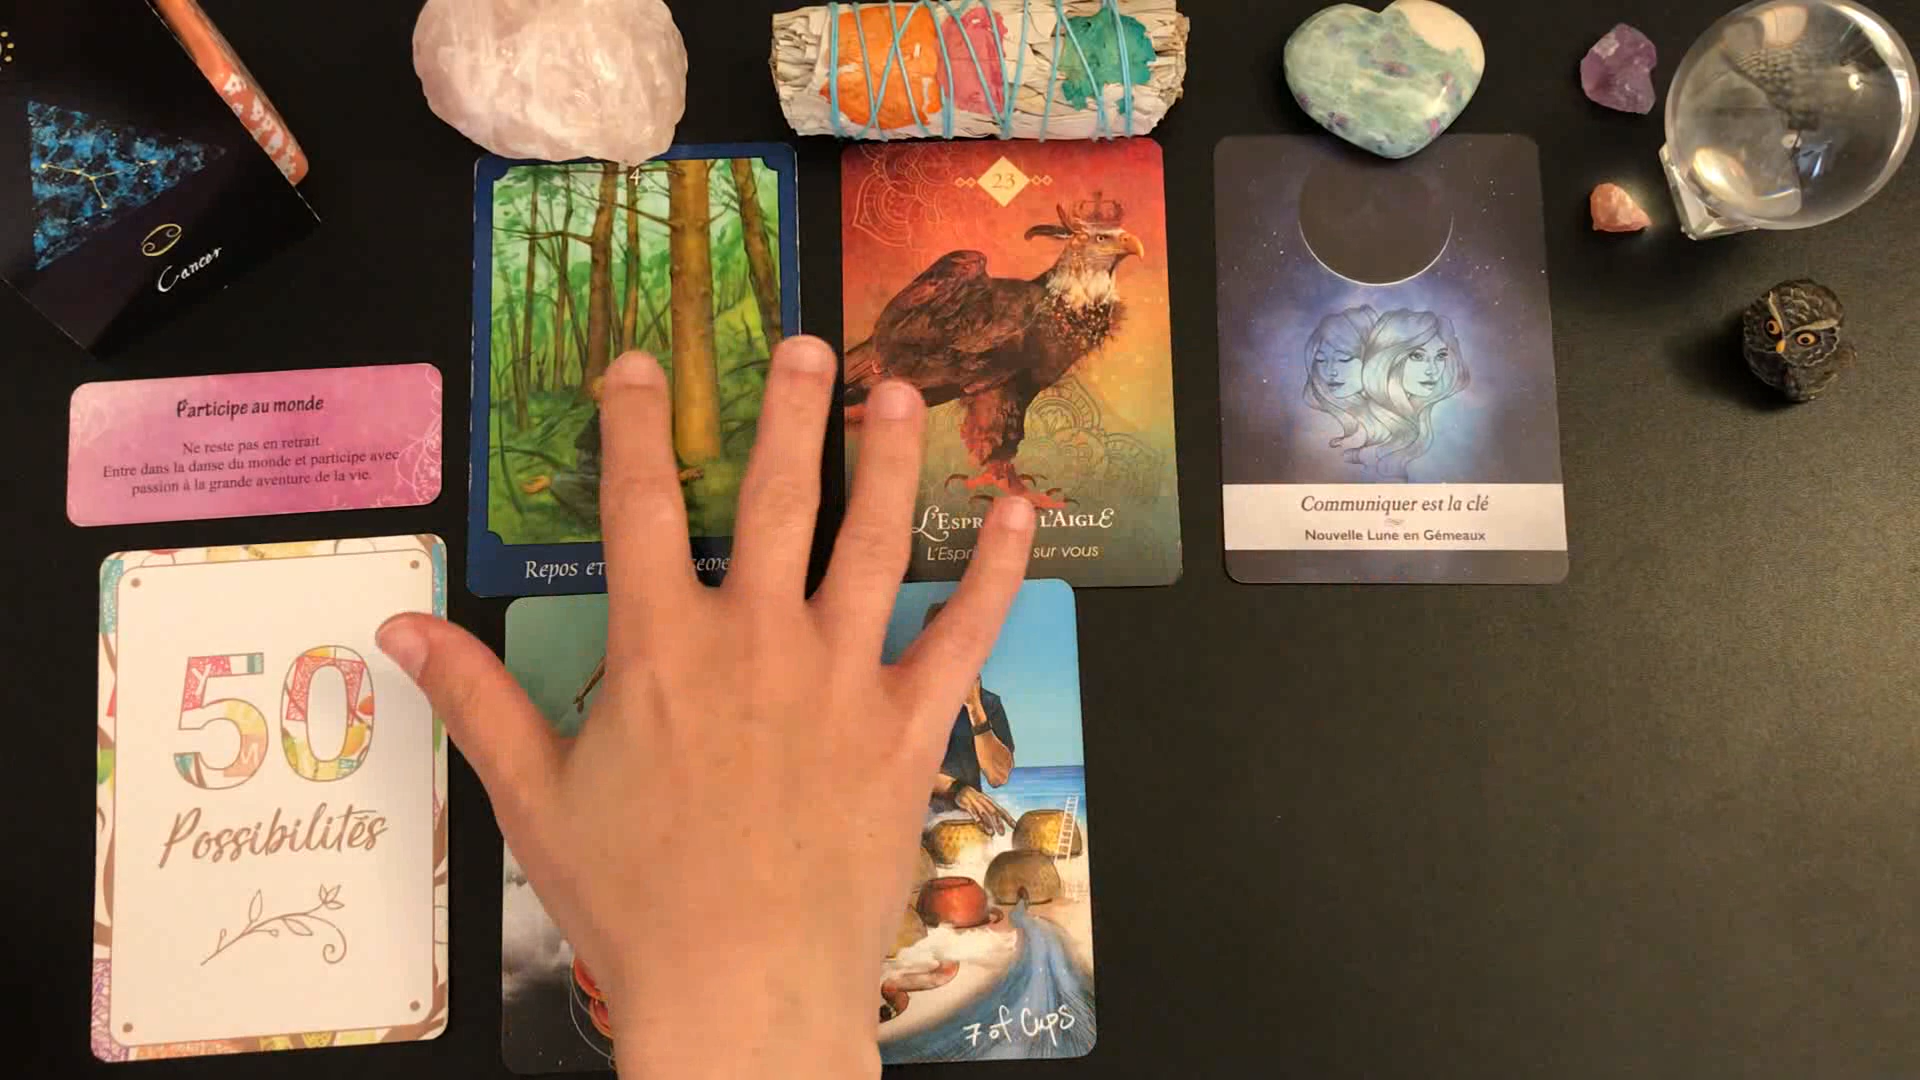 Cancer
Participe au monde
Ne reste pas en retrait.
Entre dans la danse du monde et participe avec
passion à la grande aventure de la vie.
50
Possibilités
4
Repos et
23
L'Aigle
sur vous
Communiquer est la clé
Nouvelle Lune en Gémeaux
7 of Cups